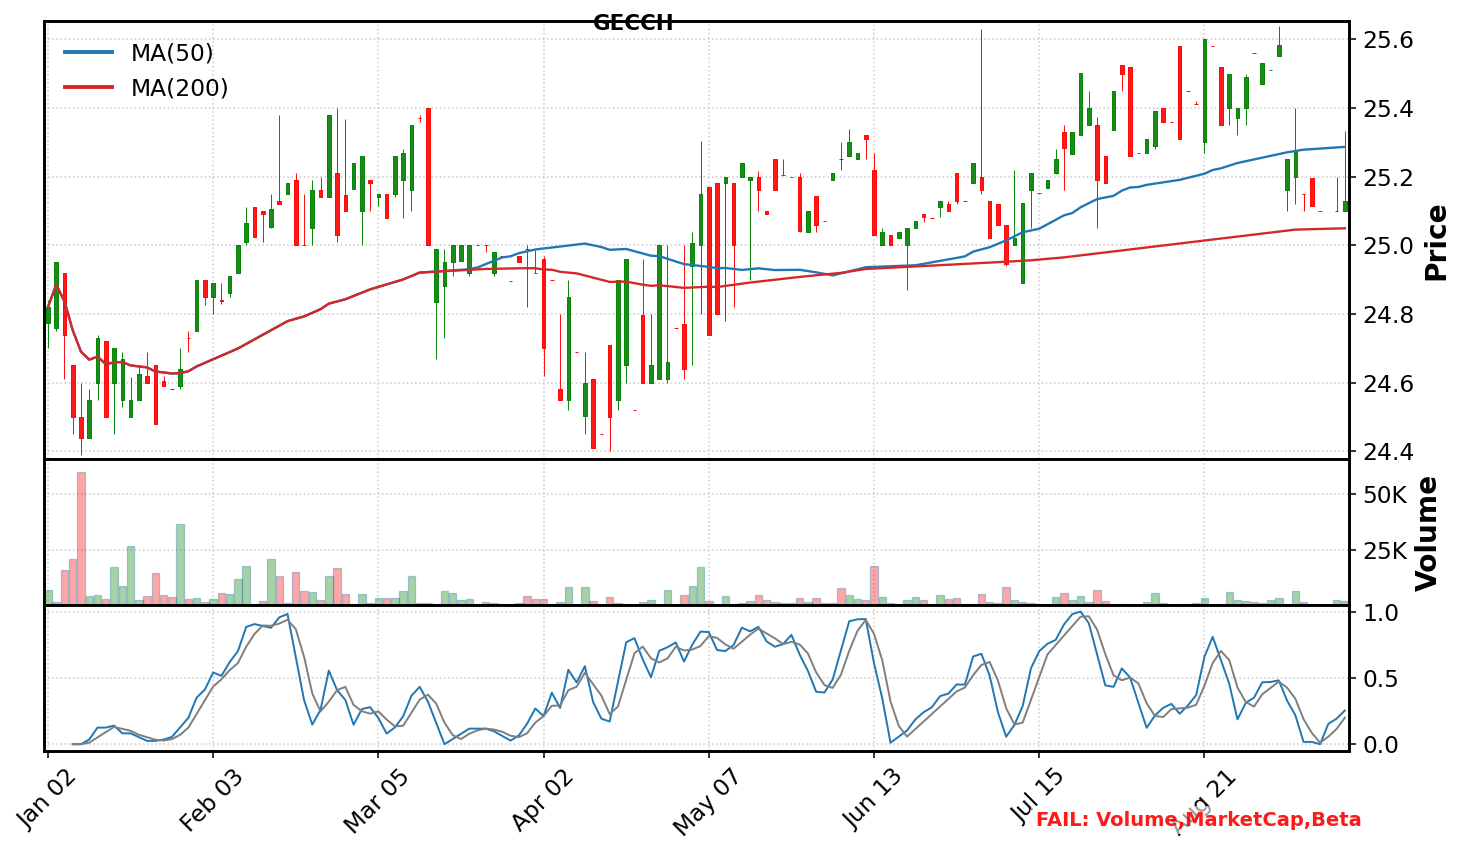 GECCH
MA(50)
MA(200)
25.6
25.4
25.2
25.0
24.8
24.6
24.4
Price
50K
25K
Volume
1.0
0.5
0.0
Jan 02
Feb 03
Mar 05
Apr 02
May 07
Jun 13
Jul 15
Aug 21
FAIL: Volume,MarketCap,Beta